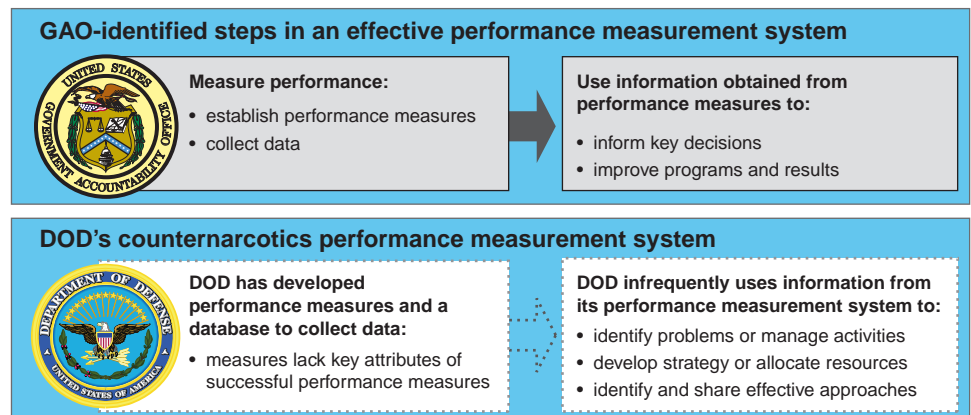 GAO-identified steps in an effective performance measurement system
UNITED STATES
GOVERNMENT ACCOUNTABILITY OFFICE
Measure performance:
• establish performance measures
• collect data
Use information obtained from
performance measures to:
• inform key decisions
• improve programs and results
DOD's counternarcotics performance measurement system
DEPARTMENT OF DEFENSE
UNITED STATES OF AMERICA
DOD has developed
performance measures and a
database to collect data:
• measures lack key attributes of
successful performance measures
DOD infrequently uses information from
its performance measurement system to:
• identify problems or manage activities
• develop strategy or allocate resources
• identify and share effective approaches